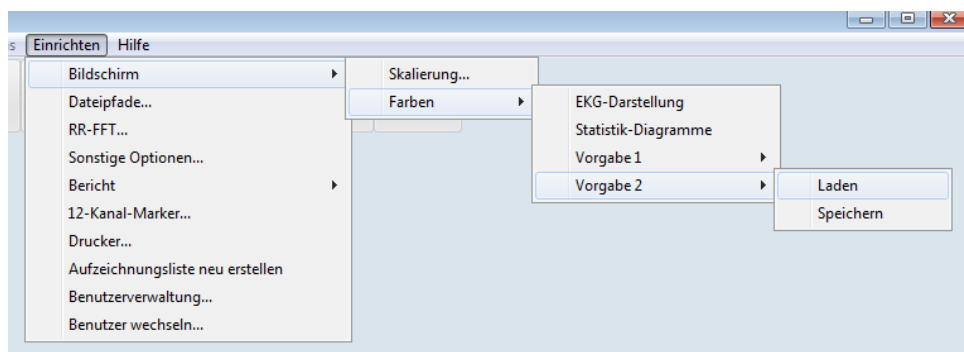 s Einrichten Hilfe
Bildschirm
Dateipfade...
RR-FFT...
Sonstige Optionen...
Bericht
12-Kanal-Marker...
Drucker...
Aufzeichnungsliste neu erstellen
Benutzerverwaltung...
Benutzer wechseln...
Skalierung...
Farben
EKG-Darstellung
Statistik-Diagramme
Vorgabe 1
Vorgabe 2
Laden
Speichern